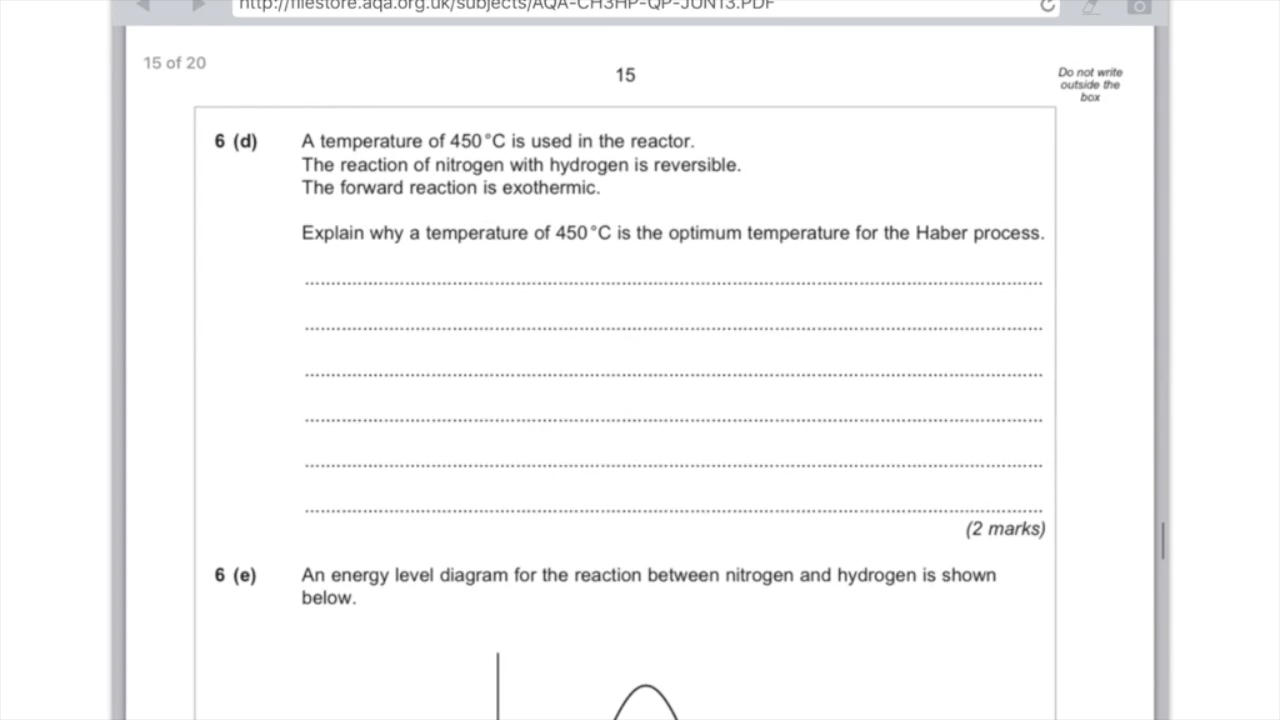 http://filestore.aqa.org.uk/subjects/AQA-CH3HP-QP-JUN13.PDF
15 of 20
15
Do not write
outside the
box
6 (d) A temperature of 450 °C is used in the reactor.
The reaction of nitrogen with hydrogen is reversible.
The forward reaction is exothermic.
Explain why a temperature of 450 °C is the optimum temperature for the Haber process.
(2 marks)
6 (e) An energy level diagram for the reaction between nitrogen and hydrogen is shown
below.